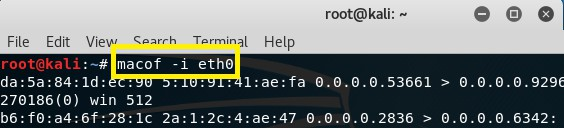 root@kali: ~
File Edit View Search Terminal Help
root@kali:~# macof -i eth0
da:5a:84:1d:ec:90 5:10:91:41:ae:fa 0.0.0.0.53661 > 0.0.0.0.9296
270186(0) win 512
b6:f0:a4:6f:28:1c 2a:1:2c:4:ae:47 0.0.0.0.2836 > 0.0.0.0.6342: